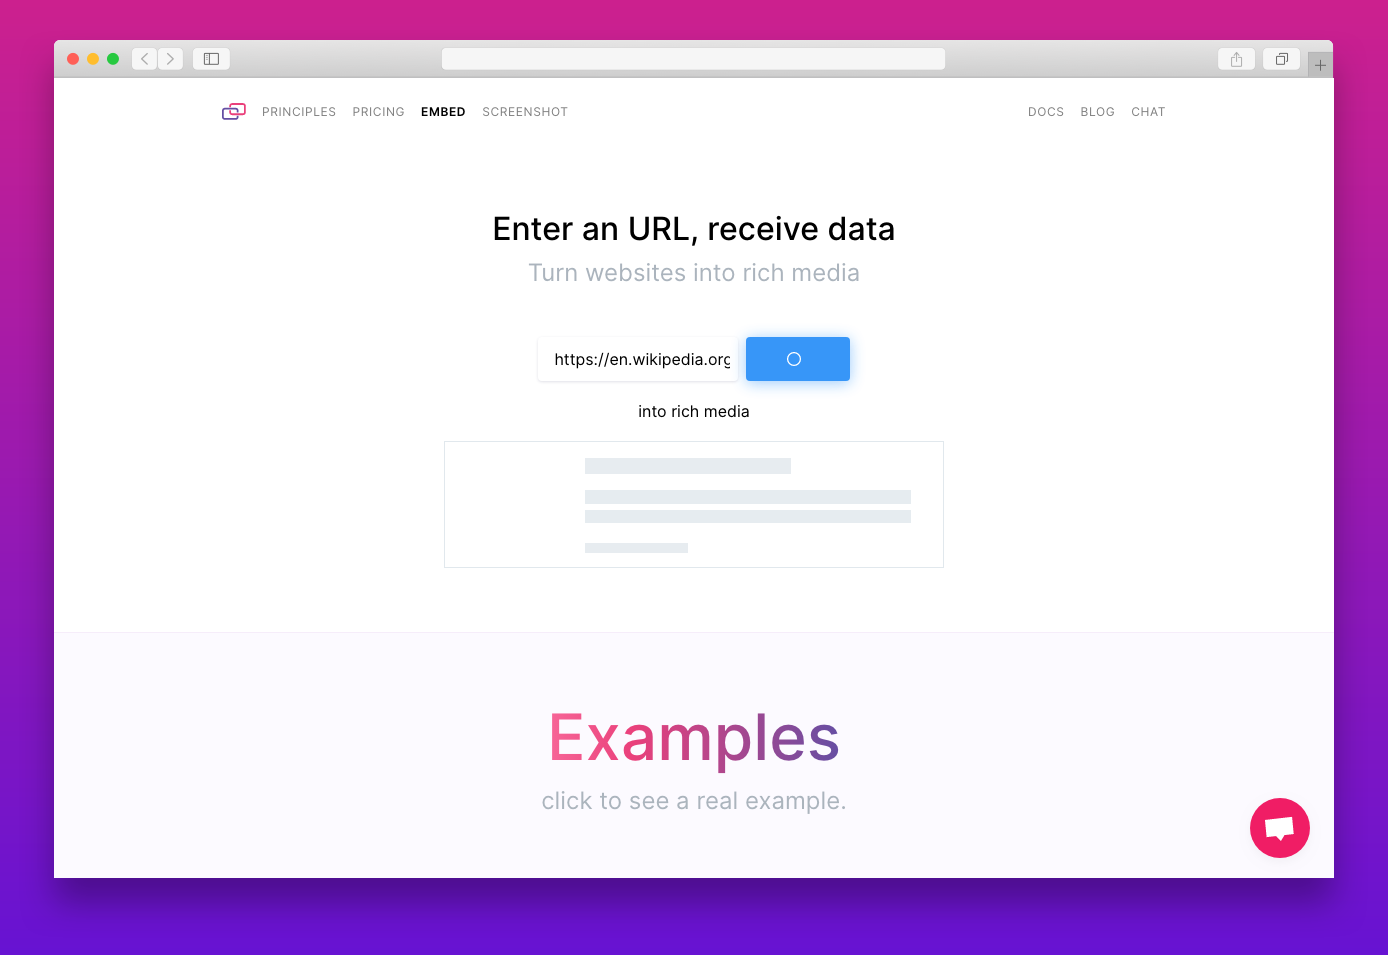 PRINCIPLES PRICING EMBED SCREENSHOT DOCS BLOG CHAT
Enter an URL, receive data
Turn websites into rich media
https://en.wikipedia.org
into rich media
Examples
click to see a real example.